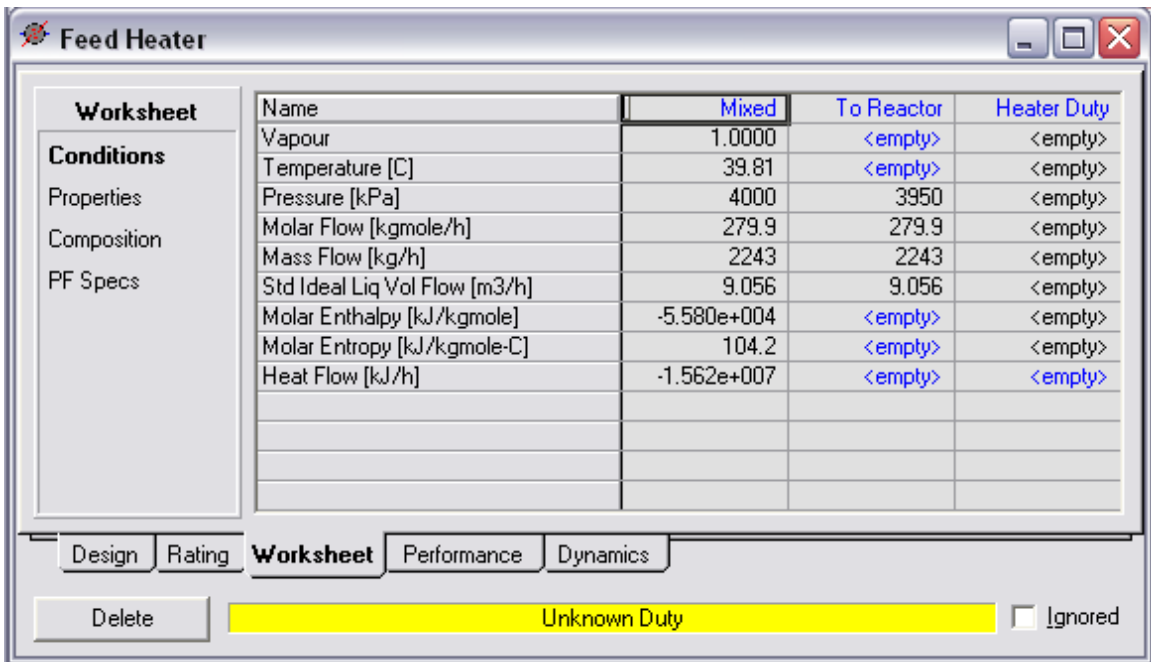 Feed Heater
Worksheet
Conditions
Properties
Composition
PF Specs
Name Mixed To Reactor Heater Duty
Vapour 1.0000 <empty> <empty>
Temperature [C] 39.81 <empty> <empty>
Pressure [kPa] 4000 3950 <empty>
Molar Flow [kgmole/h] 279.9 279.9 <empty>
Mass Flow [kg/h] 2243 2243 <empty>
Std Ideal Liq Vol Flow [m3/h] 9.056 9.056 <empty>
Molar Enthalpy [kJ/kgmole] -5.580e+004 <empty> <empty>
Molar Entropy [kJ/kgmole-C] 104.2 <empty> <empty>
Heat Flow [kJ/h] -1.562e+007 <empty> <empty>
Design Rating Worksheet Performance Dynamics
Delete Unknown Duty Ignored